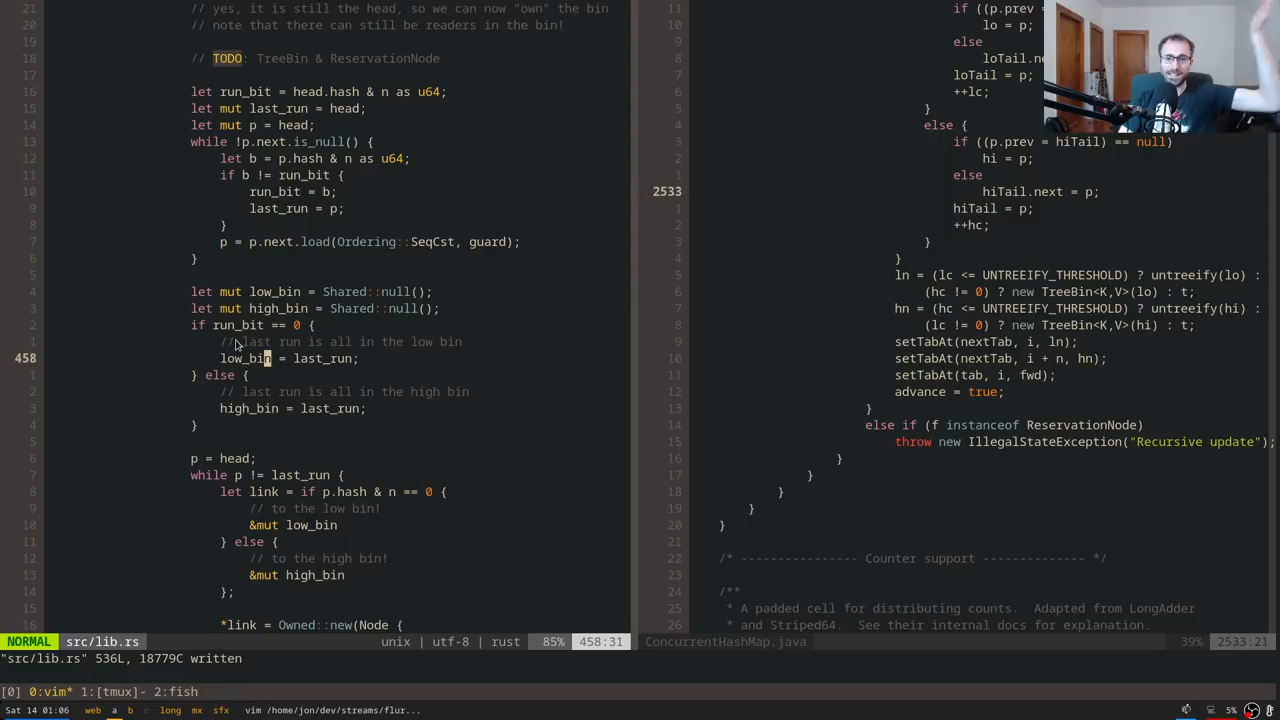 21 // yes, it is still the head, so we can now "own" the bin
20 // note that there can still be readers in the bin!
19
18 // TODO: TreeBin & ReservationNode
17
16 let run_bit = head.hash & n as u64;
15 let mut last_run = head;
14 let mut p = head;
13 while !p.next.is_null() {
12 let b = p.hash & n as u64;
11 if b != run_bit {
10 run_bit = b;
9 last_run = p;
8 }
7 p = p.next.load(Ordering::SeqCst, guard);
6 }
5
4 let mut low_bin = Shared::null();
3 let mut high_bin = Shared::null();
2 if run_bit == 0 {
1 // last run is all in the low bin
458 low_bin = last_run;
1 } else {
2 // last run is all in the high bin
3 high_bin = last_run;
4 }
5
6 p = head;
7 while p != last_run {
8 let link = if p.hash & n == 0 {
9 // to the low bin!
10 &mut low_bin
11 } else {
12 // to the high bin!
13 &mut high_bin
14 };
15
16 *link = Owned::new(Node {
NORMAL src/lib.rs unix | utf-8 | rust 85% 458:31
11 if ((p.prev =
10 lo = p;
9 else
8 loTail.ne
7 loTail = p;
6 ++lc;
5 }
4 else {
3 if ((p.prev = hiTail) == null)
2 hi = p;
1 else
2533 hiTail.next = p;
1 hiTail = p;
2 ++hc;
3 }
4 }
5 ln = (lc <= UNTREEIFY_THRESHOLD) ? untreeify(lo) :
6 (hc != 0) ? new TreeBin<K,V>(lo) : t;
7 hn = (hc <= UNTREEIFY_THRESHOLD) ? untreeify(hi) :
8 (lc != 0) ? new TreeBin<K,V>(hi) : t;
9 setTabAt(nextTab, i, ln);
10 setTabAt(nextTab, i + n, hn);
11 setTabAt(tab, i, fwd);
12 advance = true;
13 }
14 else if (f instanceof ReservationNode)
15 throw new IllegalStateException("Recursive update");
16 }
17 }
18 }
19 }
20 }
21
22 /* --------------- Counter support -------------- */
23
24 /**
25 * A padded cell for distributing counts. Adapted from LongAdder
26 * and Striped64. See their internal docs for explanation.
ConcurrentHashMap.java 39% 2533:21
"src/lib.rs" 536L, 18779C written
[0] 0:vim* 1:[tmux]- 2:fish
Sat 14 01:06 web a b c long mx sfx vim /home/jon/dev/streams/flur... 5%